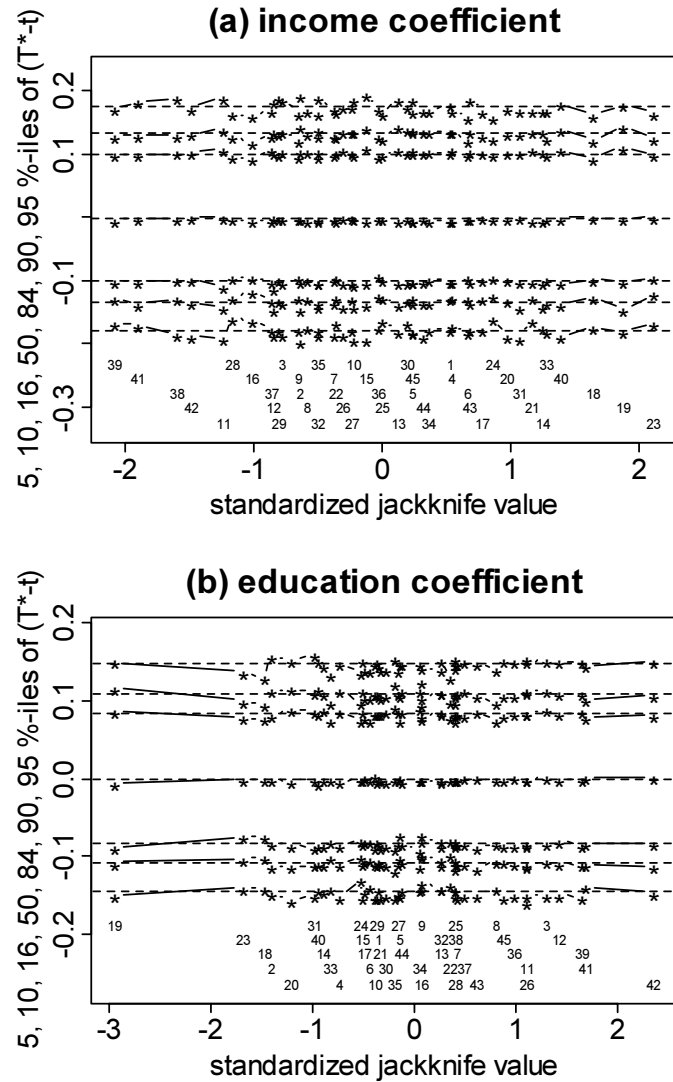 (a) income coefficient
5, 10, 16, 50, 84, 90, 95 %-iles of (T*-t)
0.2
0.1
-0.1
-0.3
39 28 3 35 10 30 1 24 33
41 16 9 7 15 45 4 20 40
38 37 2 22 36 5 6 31 18
42 12 8 26 25 44 43 21 19
11 29 32 27 13 34 17 14 23
-2 -1 0 1 2
standardized jackknife value
(b) education coefficient
5, 10, 16, 50, 84, 90, 95 %-iles of (T*-t)
0.2
0.1
0.0
-0.1
-0.2
19 31 24 29 27 9 25 8 3
23 40 15 1 5 32 38 45 12
18 14 17 21 44 13 7 36 39
2 33 6 30 34 22 37 11 41
20 4 10 35 16 28 43 26 42
-3 -2 -1 0 1 2
standardized jackknife value